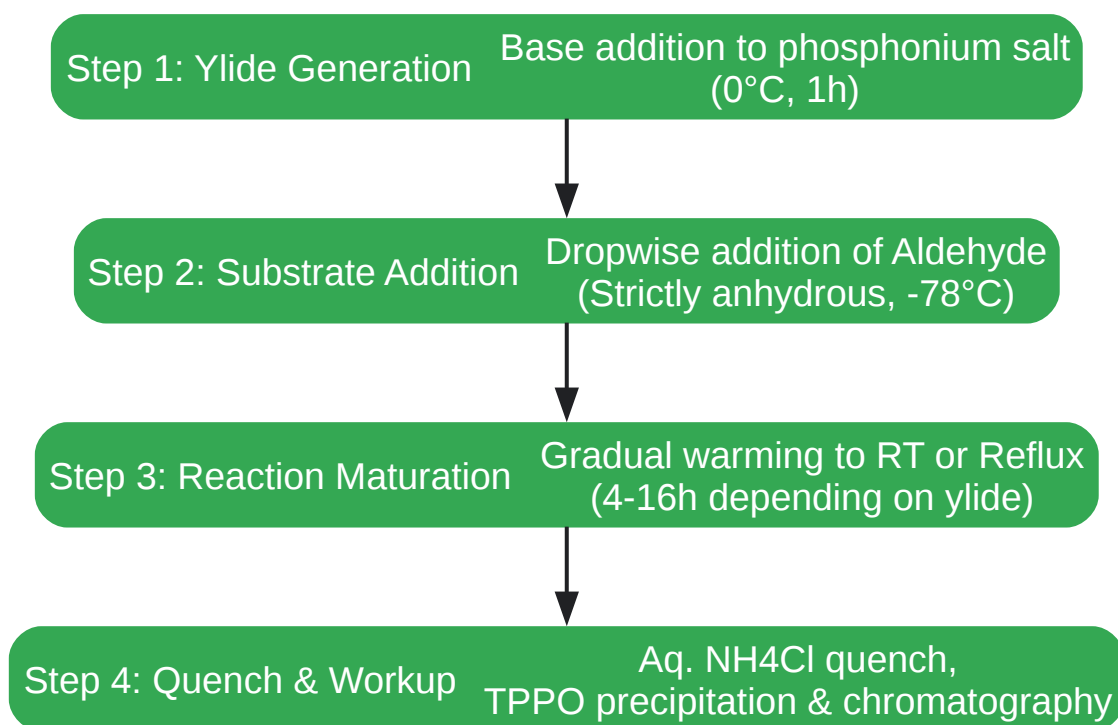 Step 1: Ylide Generation
Base addition to phosphonium salt
(0°C, 1h)
Step 2: Substrate Addition
Dropwise addition of Aldehyde
(Strictly anhydrous, -78°C)
Step 3: Reaction Maturation
Gradual warming to RT or Reflux
(4-16h depending on ylide)
Step 4: Quench & Workup
Aq. NH4Cl quench,
TPPO precipitation & chromatography